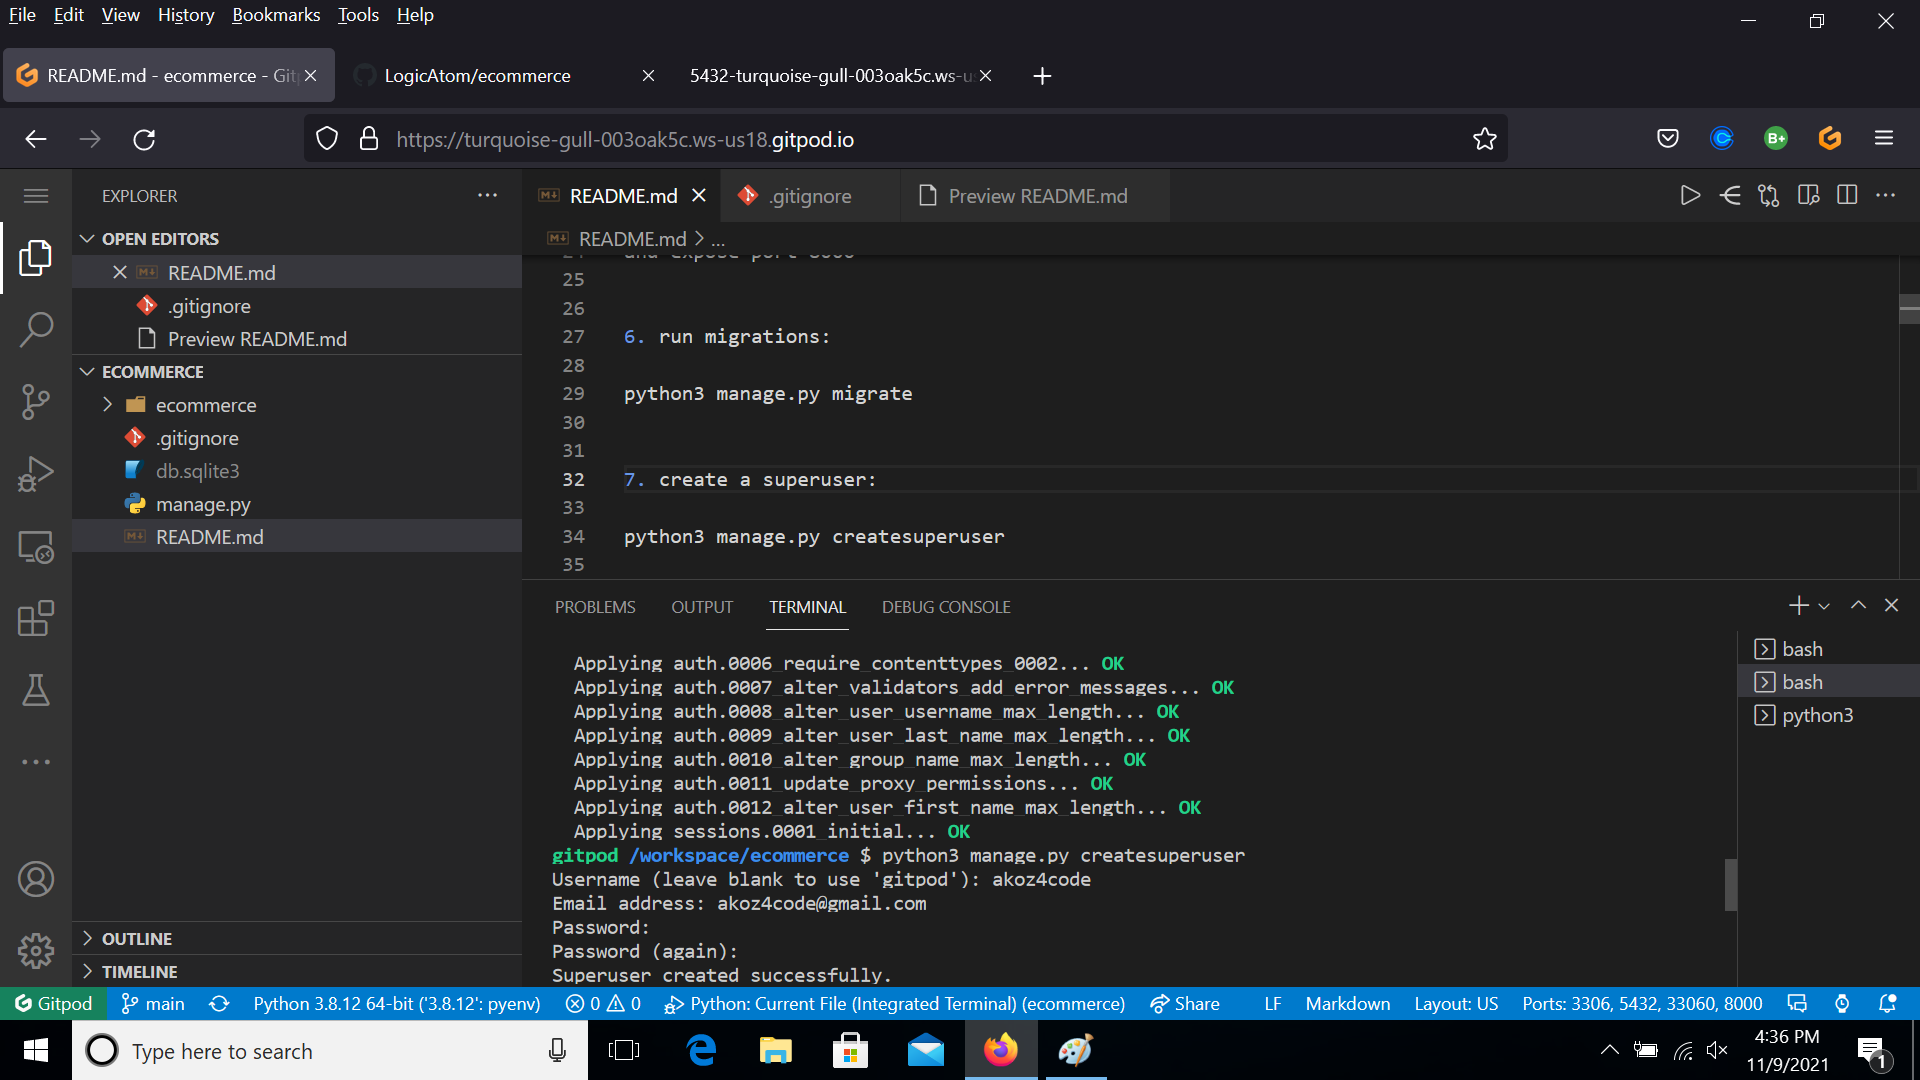 File Edit View History Bookmarks Tools Help
README.md - ecommerce - Git
LogicAtom/ecommerce
5432-turquoise-gull-003oak5c.ws-us
https://turquoise-gull-003oak5c.ws-us18.gitpod.io
B+
EXPLORER
README.md
.gitignore
Preview README.md
OPEN EDITORS
README.md
.gitignore
Preview README.md
ECOMMERCE
ecommerce
.gitignore
db.sqlite3
manage.py
README.md
OUTLINE
TIMELINE
README.md > ...
24 and expose port 8000
25
26
27 6. run migrations:
28
29 python3 manage.py migrate
30
31
32 7. create a superuser:
33
34 python3 manage.py createsuperuser
35
PROBLEMS OUTPUT TERMINAL DEBUG CONSOLE
Applying auth.0006_require_contenttypes_0002... OK
Applying auth.0007_alter_validators_add_error_messages... OK
Applying auth.0008_alter_user_username_max_length... OK
Applying auth.0009_alter_user_last_name_max_length... OK
Applying auth.0010_alter_group_name_max_length... OK
Applying auth.0011_update_proxy_permissions... OK
Applying auth.0012_alter_user_first_name_max_length... OK
Applying sessions.0001_initial... OK
gitpod /workspace/ecommerce $ python3 manage.py createsuperuser
Username (leave blank to use 'gitpod'): akoz4code
Email address: akoz4code@gmail.com
Password:
Password (again):
Superuser created successfully.
bash
bash
python3
Gitpod main Python 3.8.12 64-bit ('3.8.12': pyenv) 0 0 Python: Current File (Integrated Terminal) (ecommerce) Share LF Markdown Layout: US Ports: 3306, 5432, 33060, 8000
Type here to search
4:36 PM
11/9/2021
1